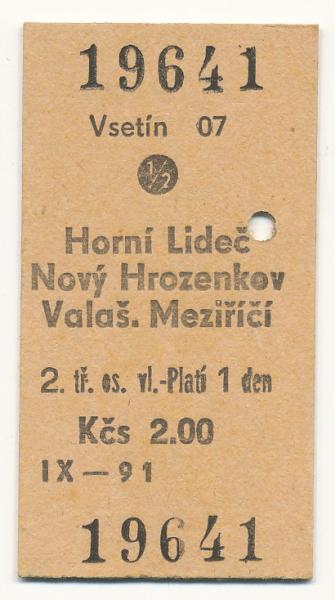 19641
Vsetín 07
1/2
Horní Lideč
Nový Hrozenkov
Valaš. Meziříčí
2. tř. os. vl.-Platí 1 den
Kčs 2.00
IX—91
19641